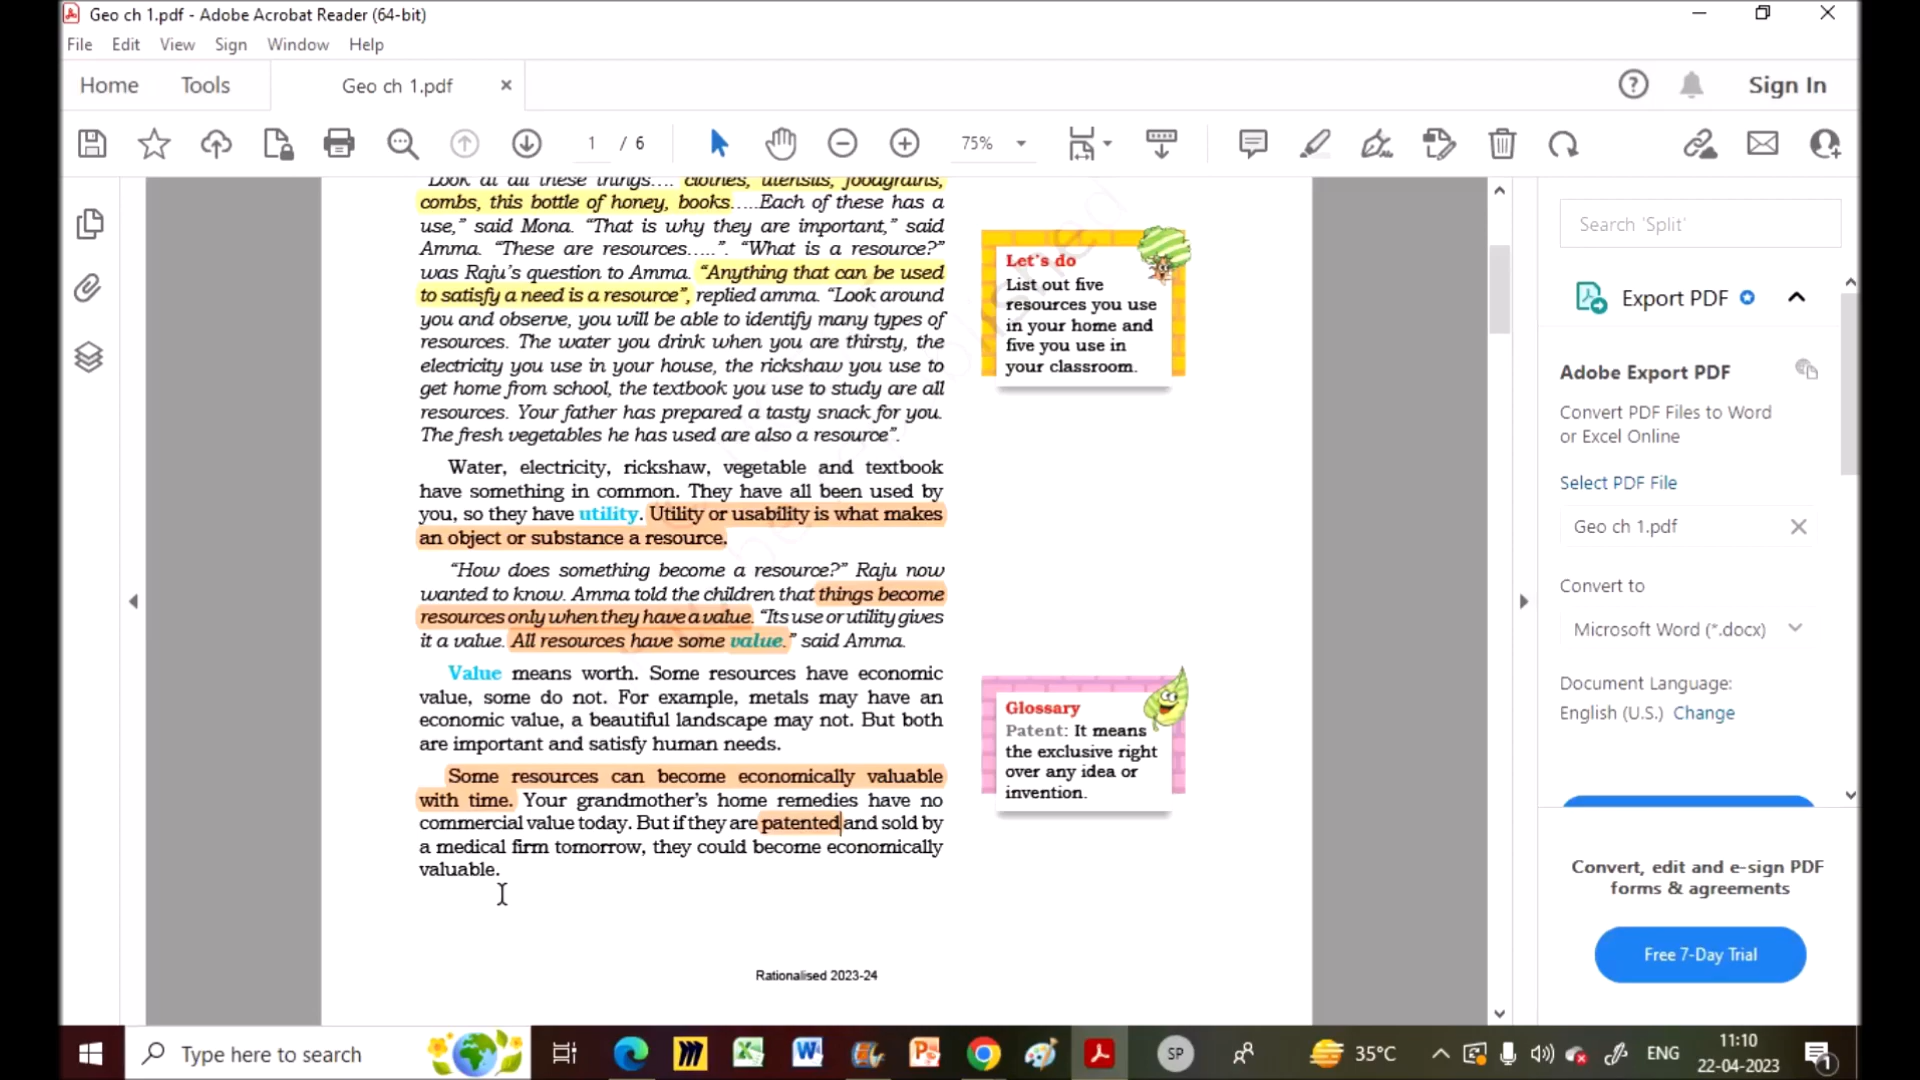 Geo ch 1.pdf - Adobe Acrobat Reader (64-bit)
File Edit View Sign Window Help
Home Tools Geo ch 1.pdf Sign In
1 / 6 75%
"Look at all these things.... clothes, utensils, foodgrains,
combs, this bottle of honey, books.....Each of these has a
use," said Mona. "That is why they are important," said
Amma. "These are resources.....". "What is a resource?"
was Raju's question to Amma. "Anything that can be used
to satisfy a need is a resource", replied amma. "Look around
you and observe, you will be able to identify many types of
resources. The water you drink when you are thirsty, the
electricity you use in your house, the rickshaw you use to
get home from school, the textbook you use to study are all
resources. Your father has prepared a tasty snack for you.
The fresh vegetables he has used are also a resource".
Water, electricity, rickshaw, vegetable and textbook
have something in common. They have all been used by
you, so they have utility. Utility or usability is what makes
an object or substance a resource.
"How does something become a resource?" Raju now
wanted to know. Amma told the children that things become
resources only when they have a value. "Its use or utility gives
it a value. All resources have some value." said Amma.
Value means worth. Some resources have economic
value, some do not. For example, metals may have an
economic value, a beautiful landscape may not. But both
are important and satisfy human needs.
Some resources can become economically valuable
with time. Your grandmother's home remedies have no
commercial value today. But if they are patented and sold by
a medical firm tomorrow, they could become economically
valuable.
Rationalised 2023-24
Let's do
List out five
resources you use
in your home and
five you use in
your classroom.
Glossary
Patent: It means
the exclusive right
over any idea or
invention.
Search 'Split'
Export PDF
Adobe Export PDF
Convert PDF Files to Word
or Excel Online
Select PDF File
Geo ch 1.pdf
Convert to
Microsoft Word (*.docx)
Document Language:
English (U.S.) Change
Convert, edit and e-sign PDF
forms & agreements
Free 7-Day Trial
Type here to search
SP
35°C
ENG
11:10
22-04-2023
1